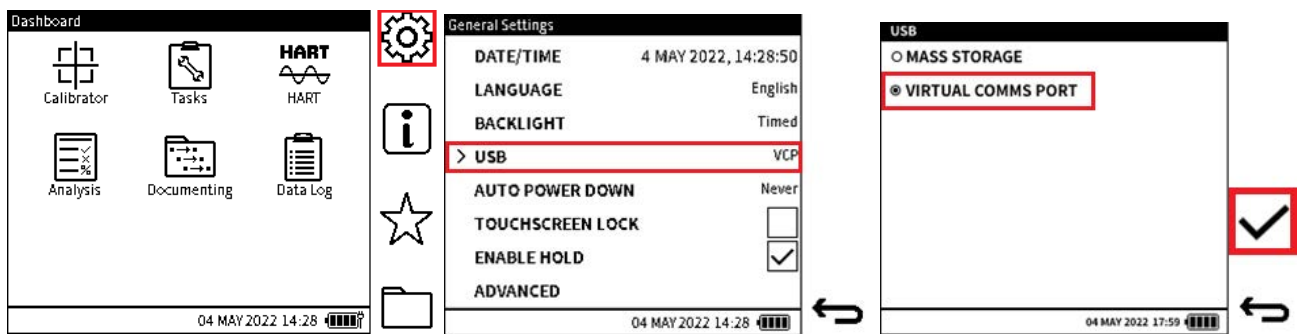 Dashboard
Calibrator
Tasks
HART
HART
Analysis
Documenting
Data Log
04 MAY 2022 14:28
General Settings
DATE/TIME 4 MAY 2022, 14:28:50
LANGUAGE English
BACKLIGHT Timed
> USB VCP
AUTO POWER DOWN Never
TOUCHSCREEN LOCK
ENABLE HOLD
ADVANCED
04 MAY 2022 14:28
USB
MASS STORAGE
VIRTUAL COMMS PORT
04 MAY 2022 17:59